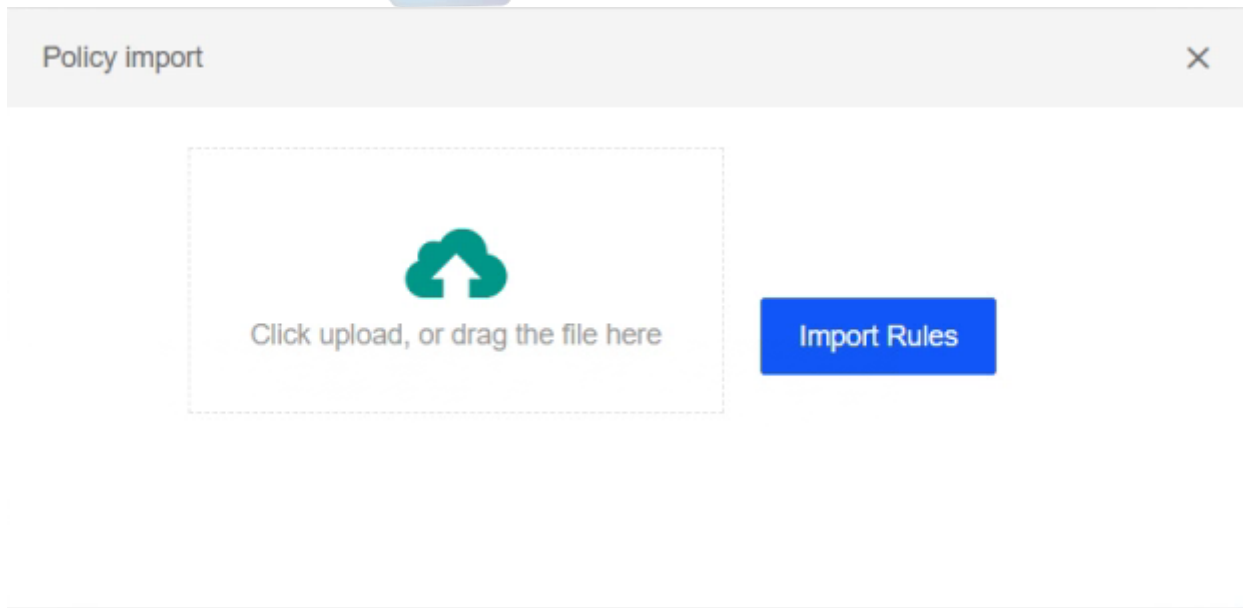 Policy import
Click upload, or drag the file here
Import Rules